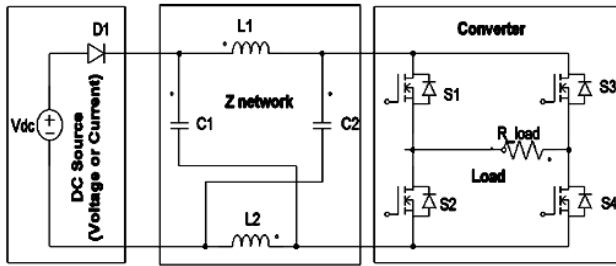 D1
L1
Converter
S1
S3
Vdc
DC Source
(Voltage or Current)
C1
Z network
C2
R_load
Load
L2
S2
S4